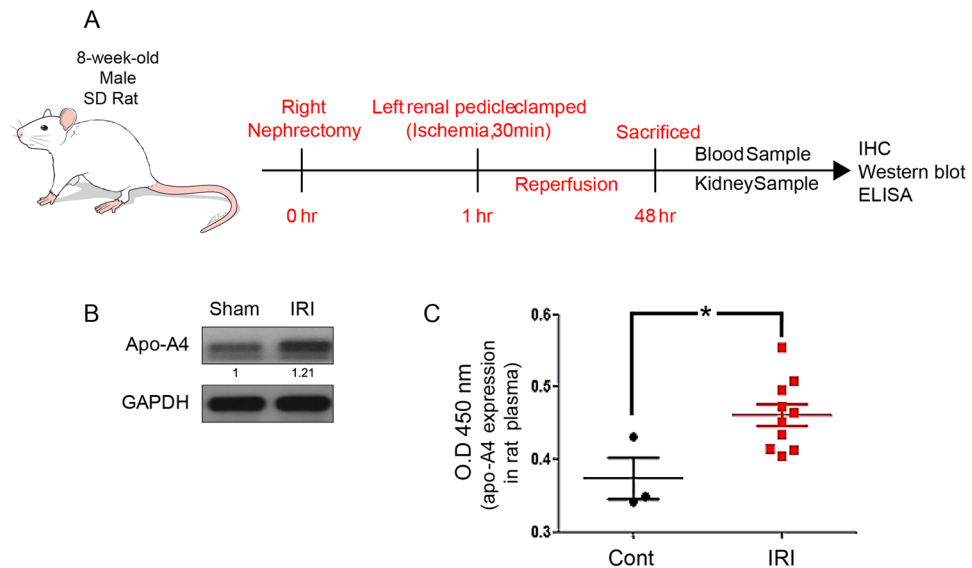 A
8-week-old
Male
SD Rat
Right
Nephrectomy
Left renal pedicle clamped
(Ischemia, 30 min)
Sacrificed
Blood Sample
Kidney Sample
Reperfusion
0 hr
1 hr
48 hr
IHC
Western blot
ELISA
B
Sham IRI
Apo-A4
1 1.21
GAPDH
C
*
O.D 450 nm
(apo-A4 expression
in rat plasma)
0.6
0.5
0.4
0.3
Cont IRI